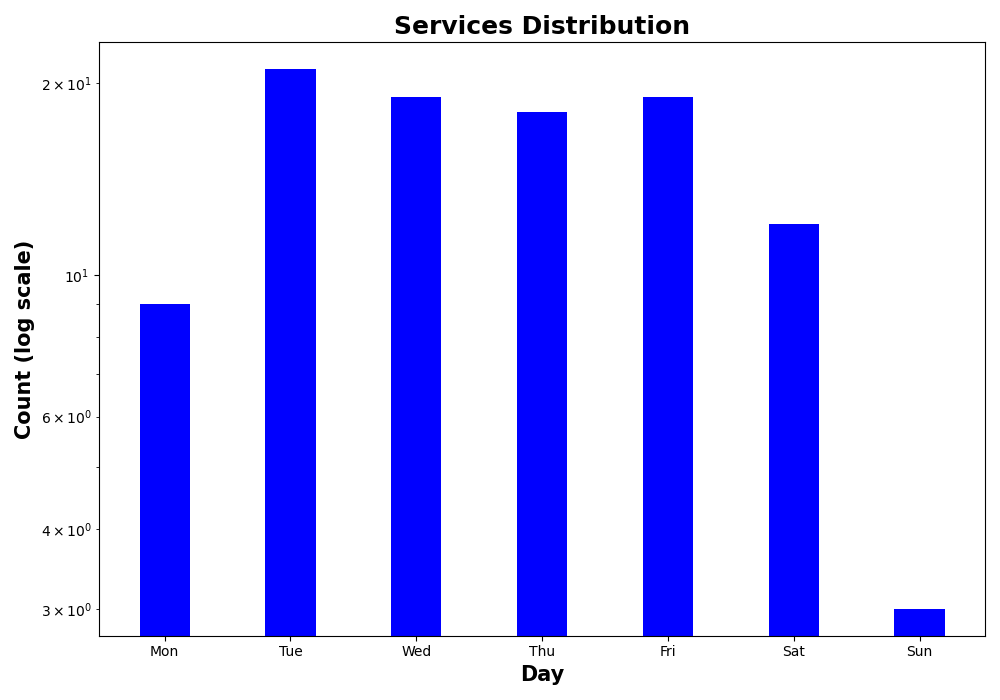 Services Distribution
Count (log scale)
2 × 10¹
10¹
6 × 10⁰
4 × 10⁰
3 × 10⁰
Mon Tue Wed Thu Fri Sat Sun
Day